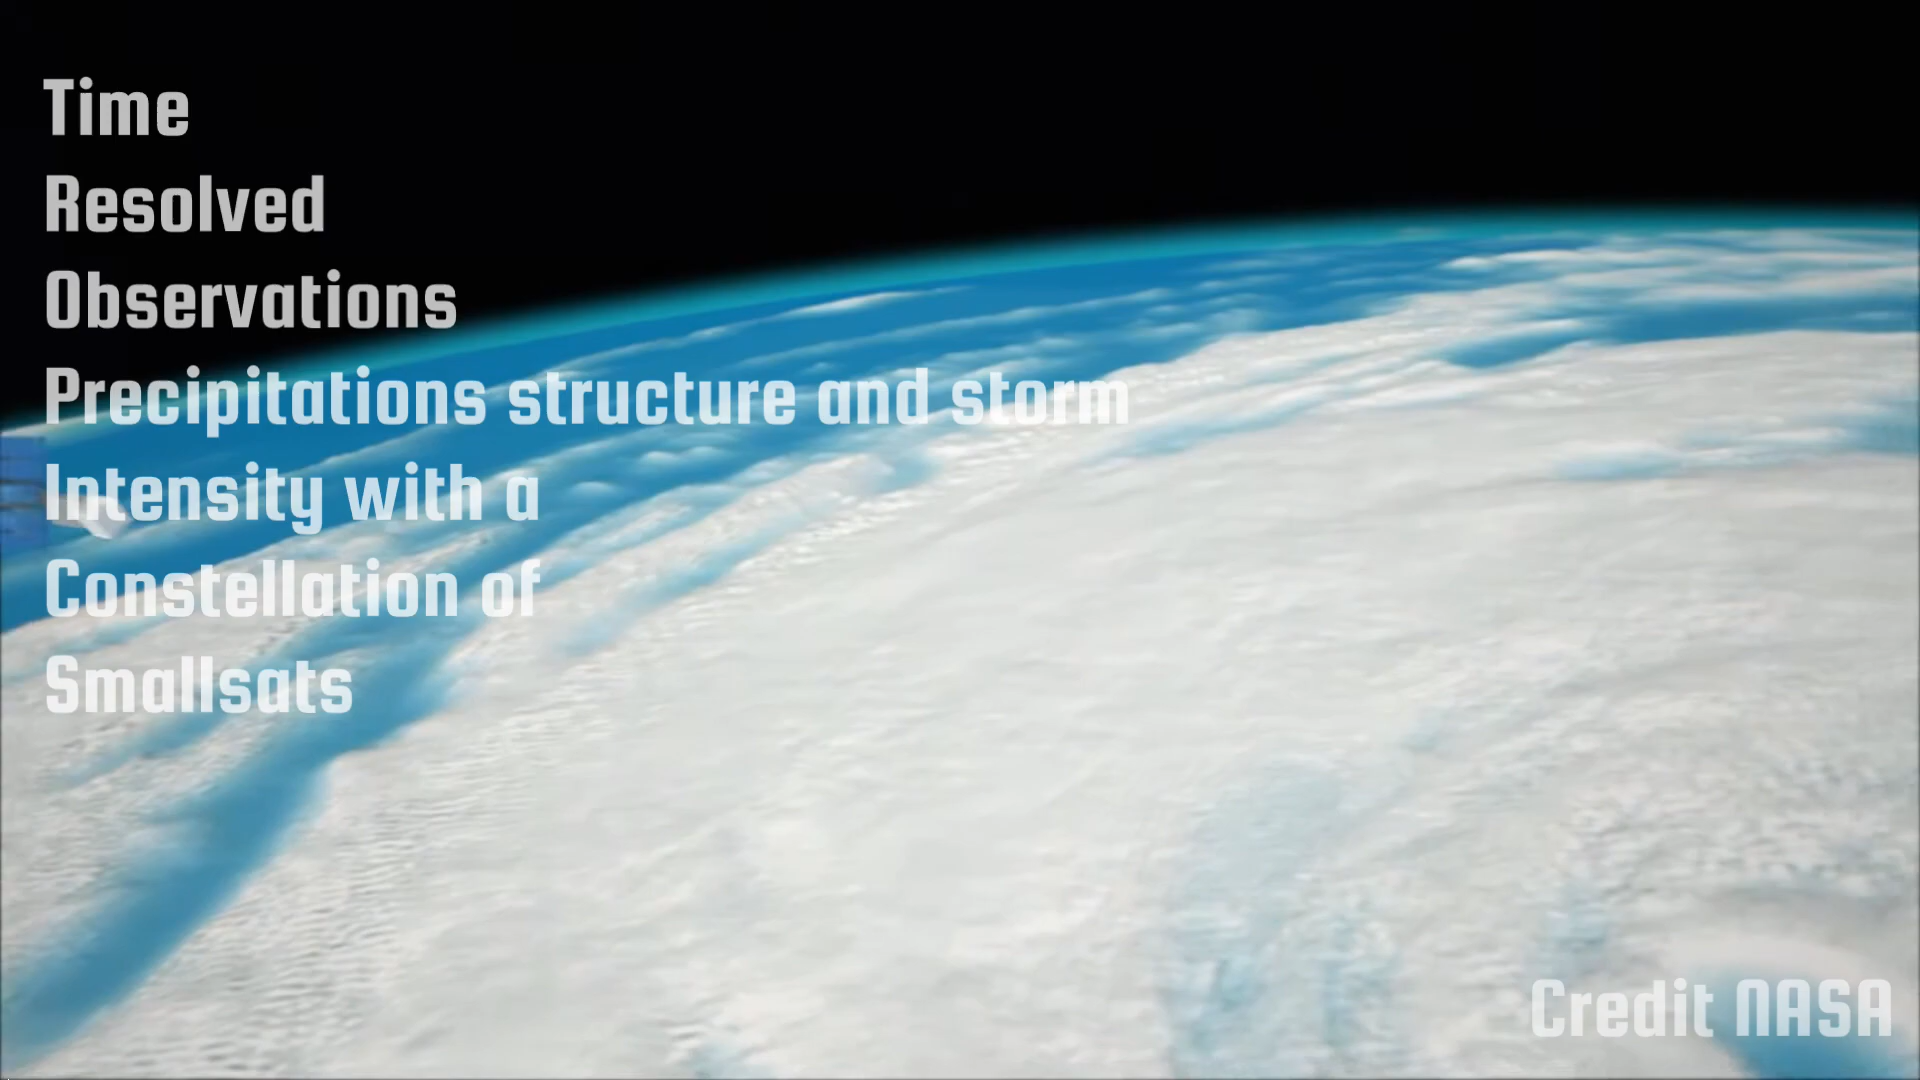 Time
Resolved
Observations
Precipitations structure and storm
Intensity with a
Constellation of
Smallsats
Credit NASA